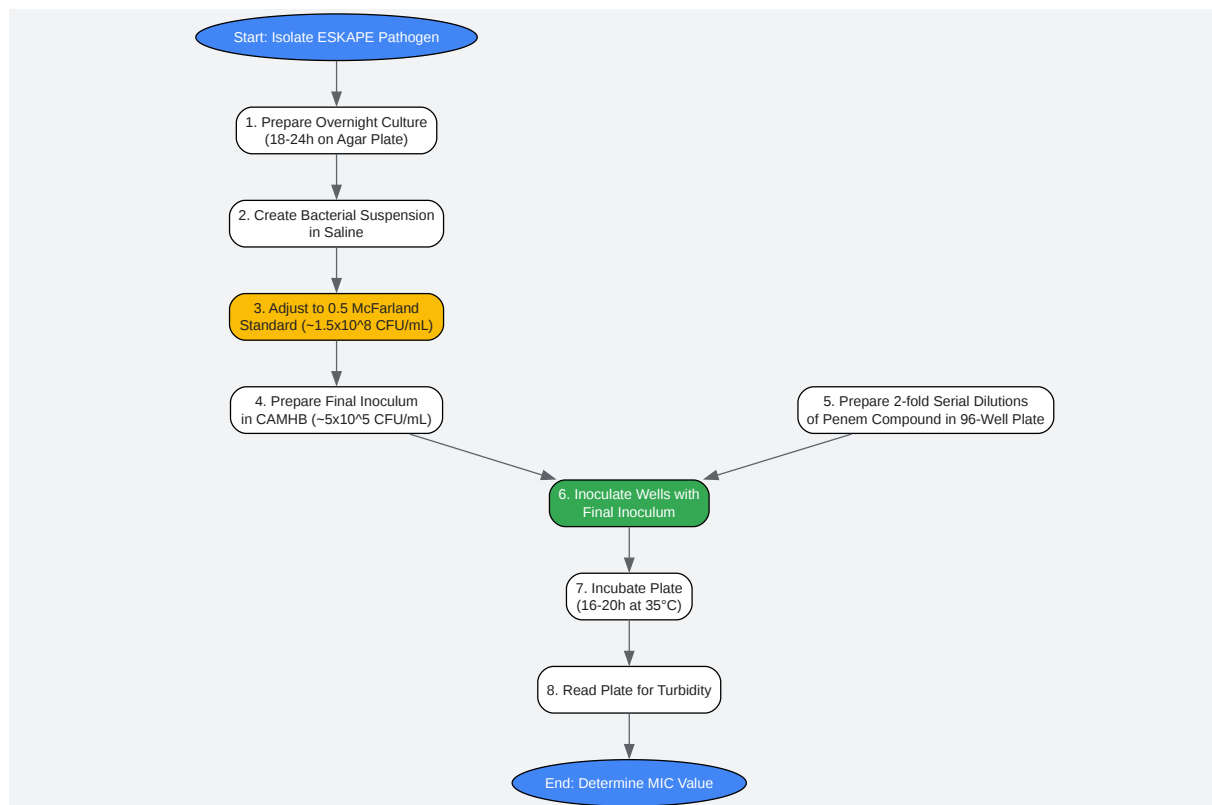 Start: Isolate ESKAPE Pathogen
1. Prepare Overnight Culture
(18-24h on Agar Plate)
2. Create Bacterial Suspension
in Saline
3. Adjust to 0.5 McFarland
Standard (~1.5x10^8 CFU/mL)
4. Prepare Final Inoculum
in CAMHB (~5x10^5 CFU/mL)
5. Prepare 2-fold Serial Dilutions
of Penem Compound in 96-Well Plate
6. Inoculate Wells with
Final Inoculum
7. Incubate Plate
(16-20h at 35°C)
8. Read Plate for Turbidity
End: Determine MIC Value